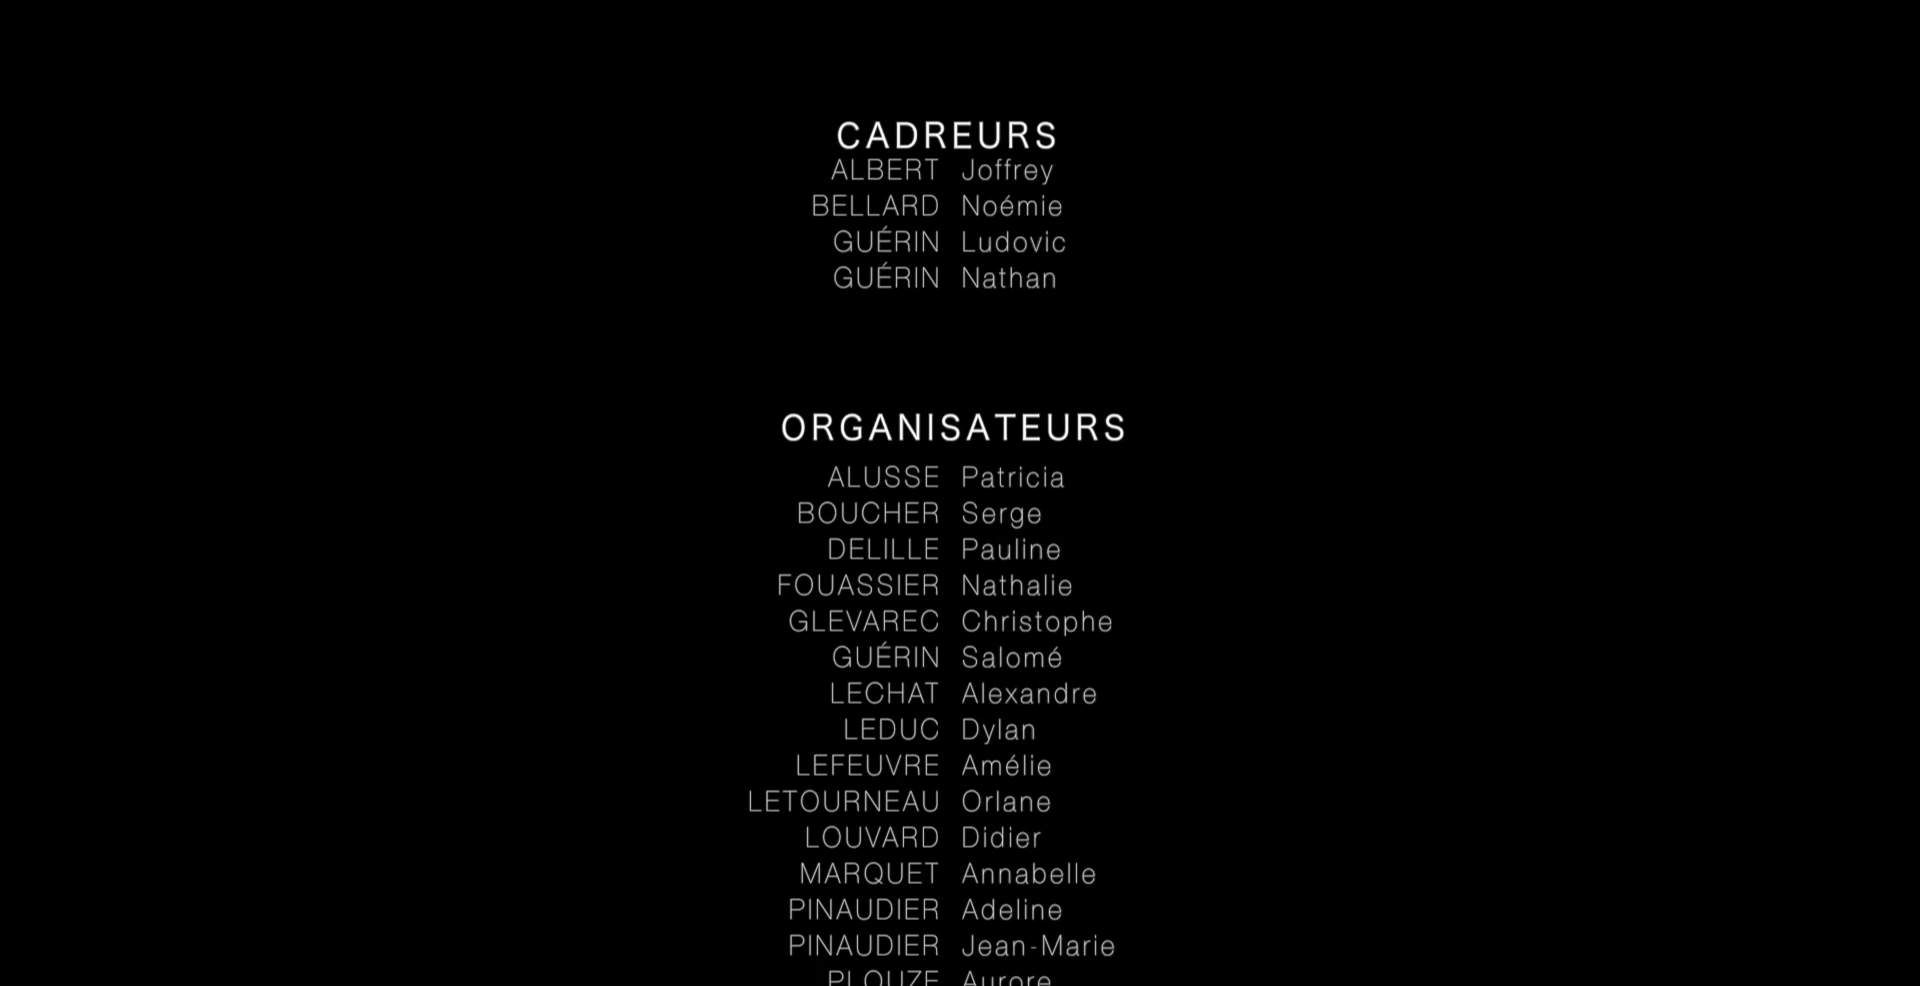 CADREURS
ALBERT Joffrey
BELLARD Noémie
GUÉRIN Ludovic
GUÉRIN Nathan
ORGANISATEURS
ALUSSE Patricia
BOUCHER Serge
DELILLE Pauline
FOUASSIER Nathalie
GLEVAREC Christophe
GUÉRIN Salomé
LECHAT Alexandre
LEDUC Dylan
LEFEUVRE Amélie
LETOURNEAU Orlane
LOUVARD Didier
MARQUET Annabelle
PINAUDIER Adeline
PINAUDIER Jean-Marie
PLOUZE Aurore